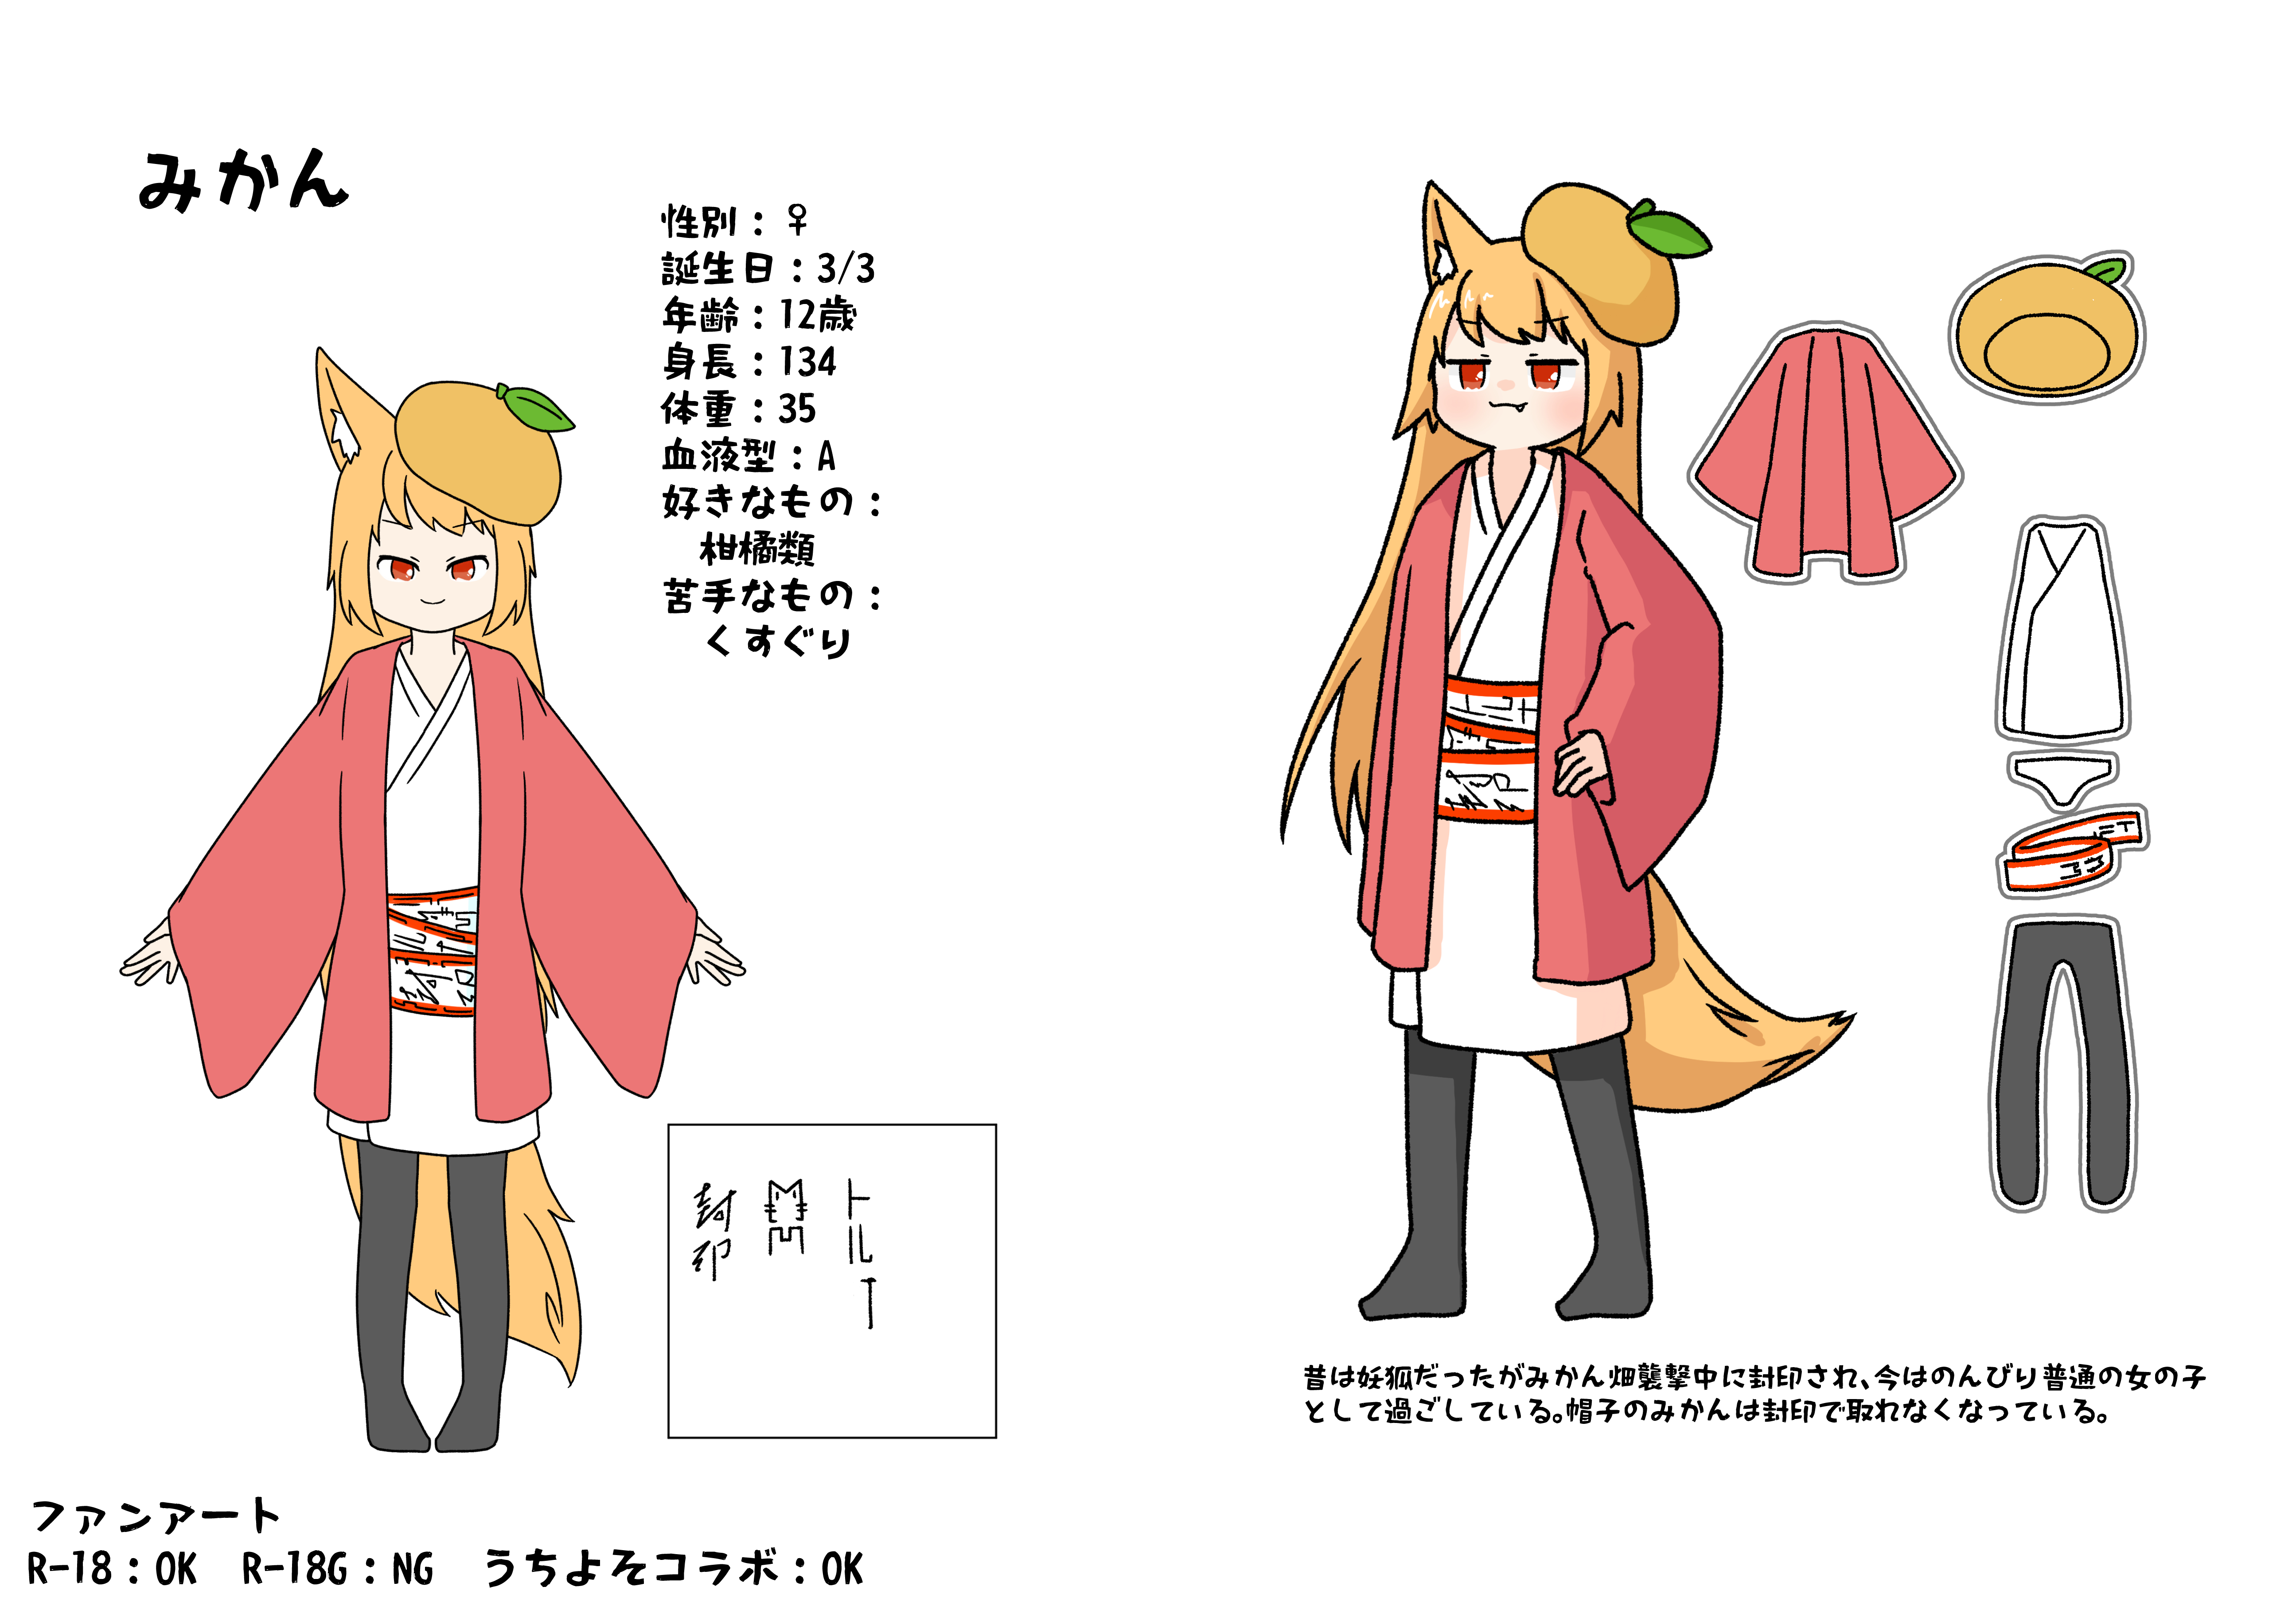 みかん
性別：♀
誕生日：3/3
年齢：12歳
身長：134
体重：35
血液型：A
好きなもの：
柑橘類
苦手なもの：
くすぐり
封印
昔は妖狐だったがみかん畑襲撃中に封印され、今はのんびり普通の女の子
として過ごしている。帽子のみかんは封印で取れなくなっている。
ファンアート
R-18：OK R-18G：NG うちよそコラボ：OK